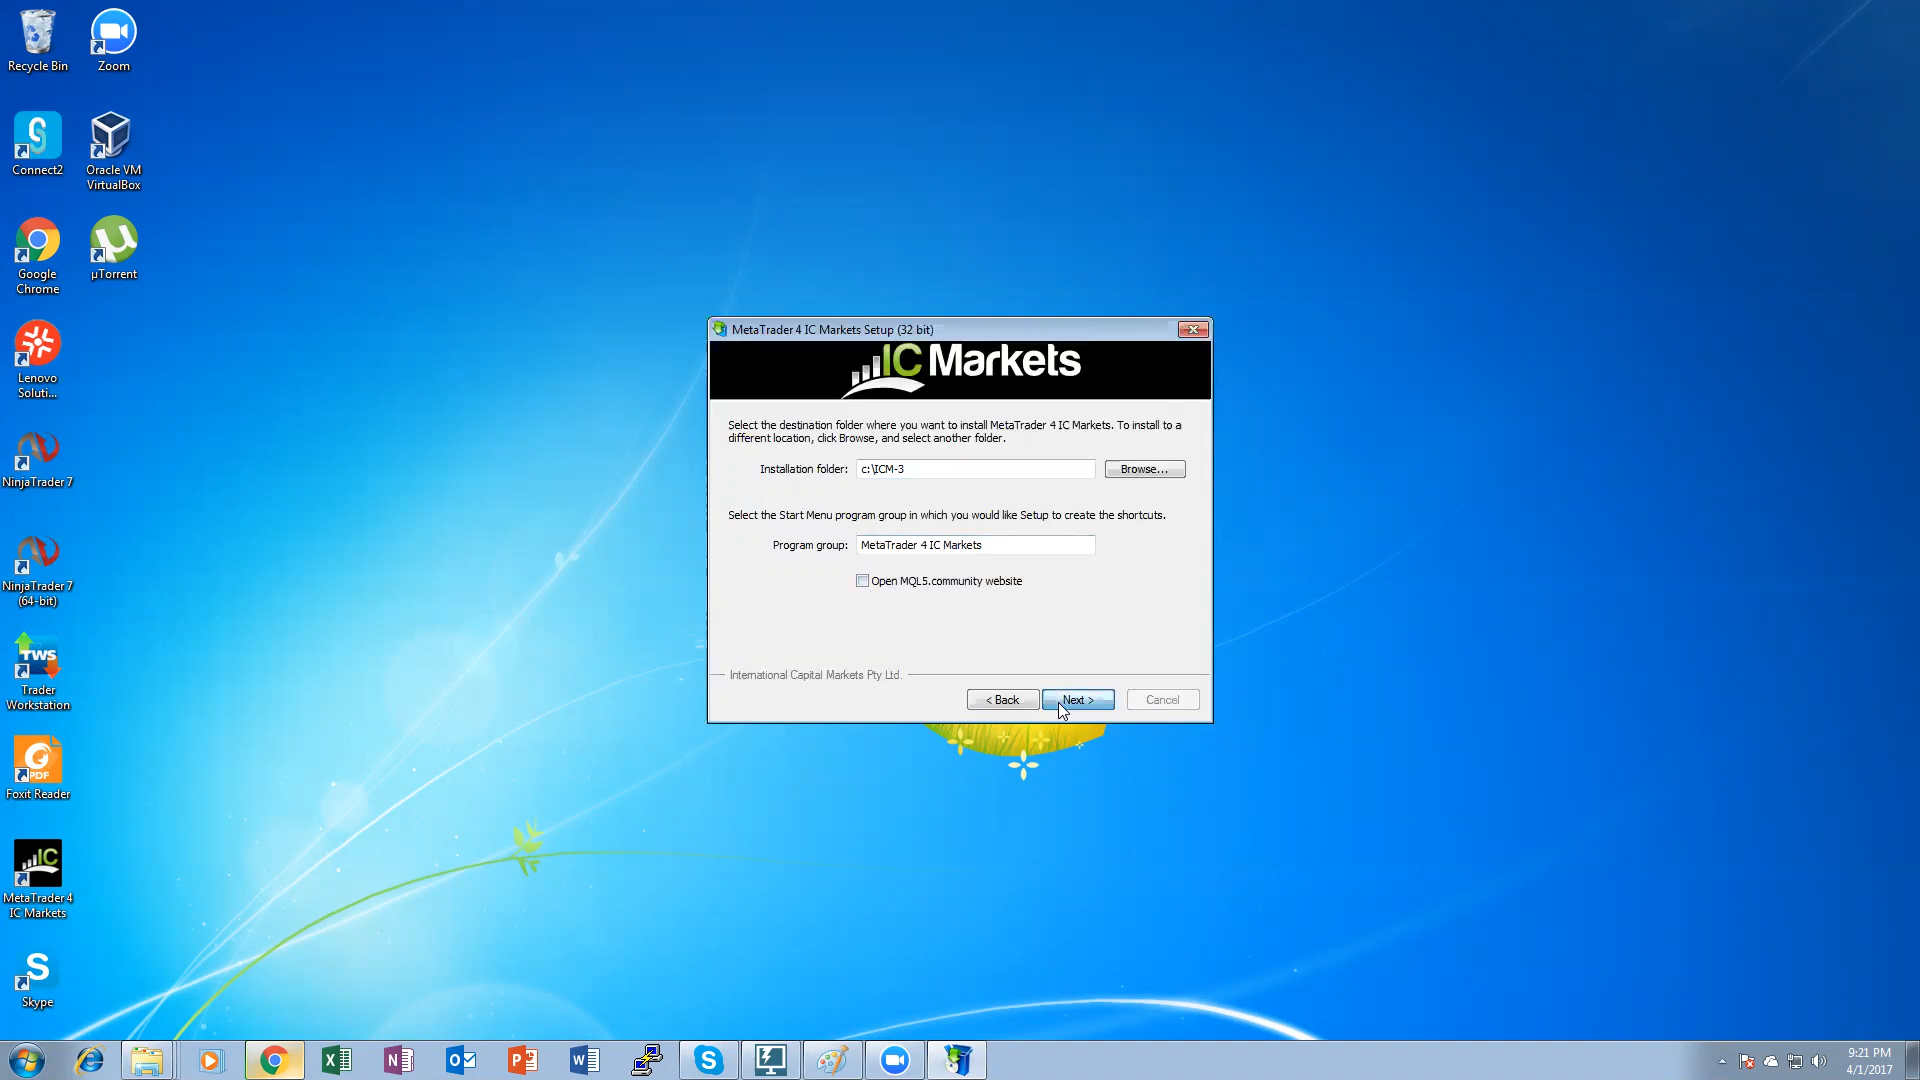 Recycle Bin
Zoom
Connect2
Oracle VM
VirtualBox
Google
Chrome
µTorrent
Lenovo
Soluti...
NinjaTrader 7
NinjaTrader 7
(64-bit)
TWS
Trader
Workstation
PDF
Foxit Reader
IC
MetaTrader 4
IC Markets
S
Skype
MetaTrader 4 IC Markets Setup (32 bit)
IC Markets
Select the destination folder where you want to install MetaTrader 4 IC Markets. To install to a
different location, click Browse, and select another folder.
Installation folder: c:\ICM-3 Browse...
Select the Start Menu program group in which you would like Setup to create the shortcuts.
Program group: MetaTrader 4 IC Markets
Open MQL5.community website
International Capital Markets Pty Ltd.
< Back Next > Cancel
9:21 PM
4/1/2017